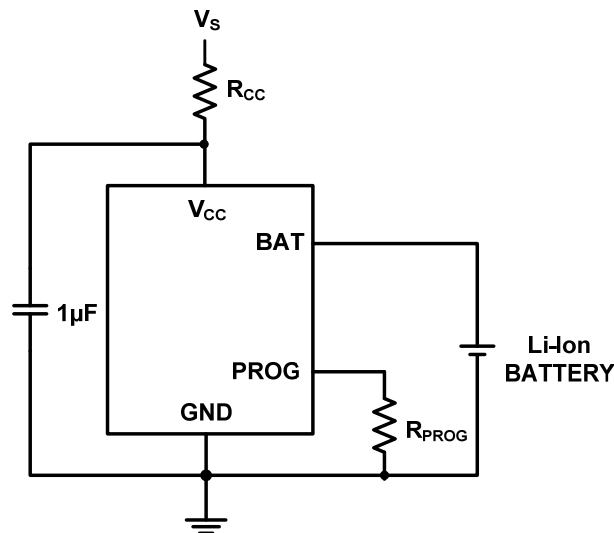 VS
RCC
VCC
BAT
1µF
Li-Ion
BATTERY
PROG
GND
RPROG